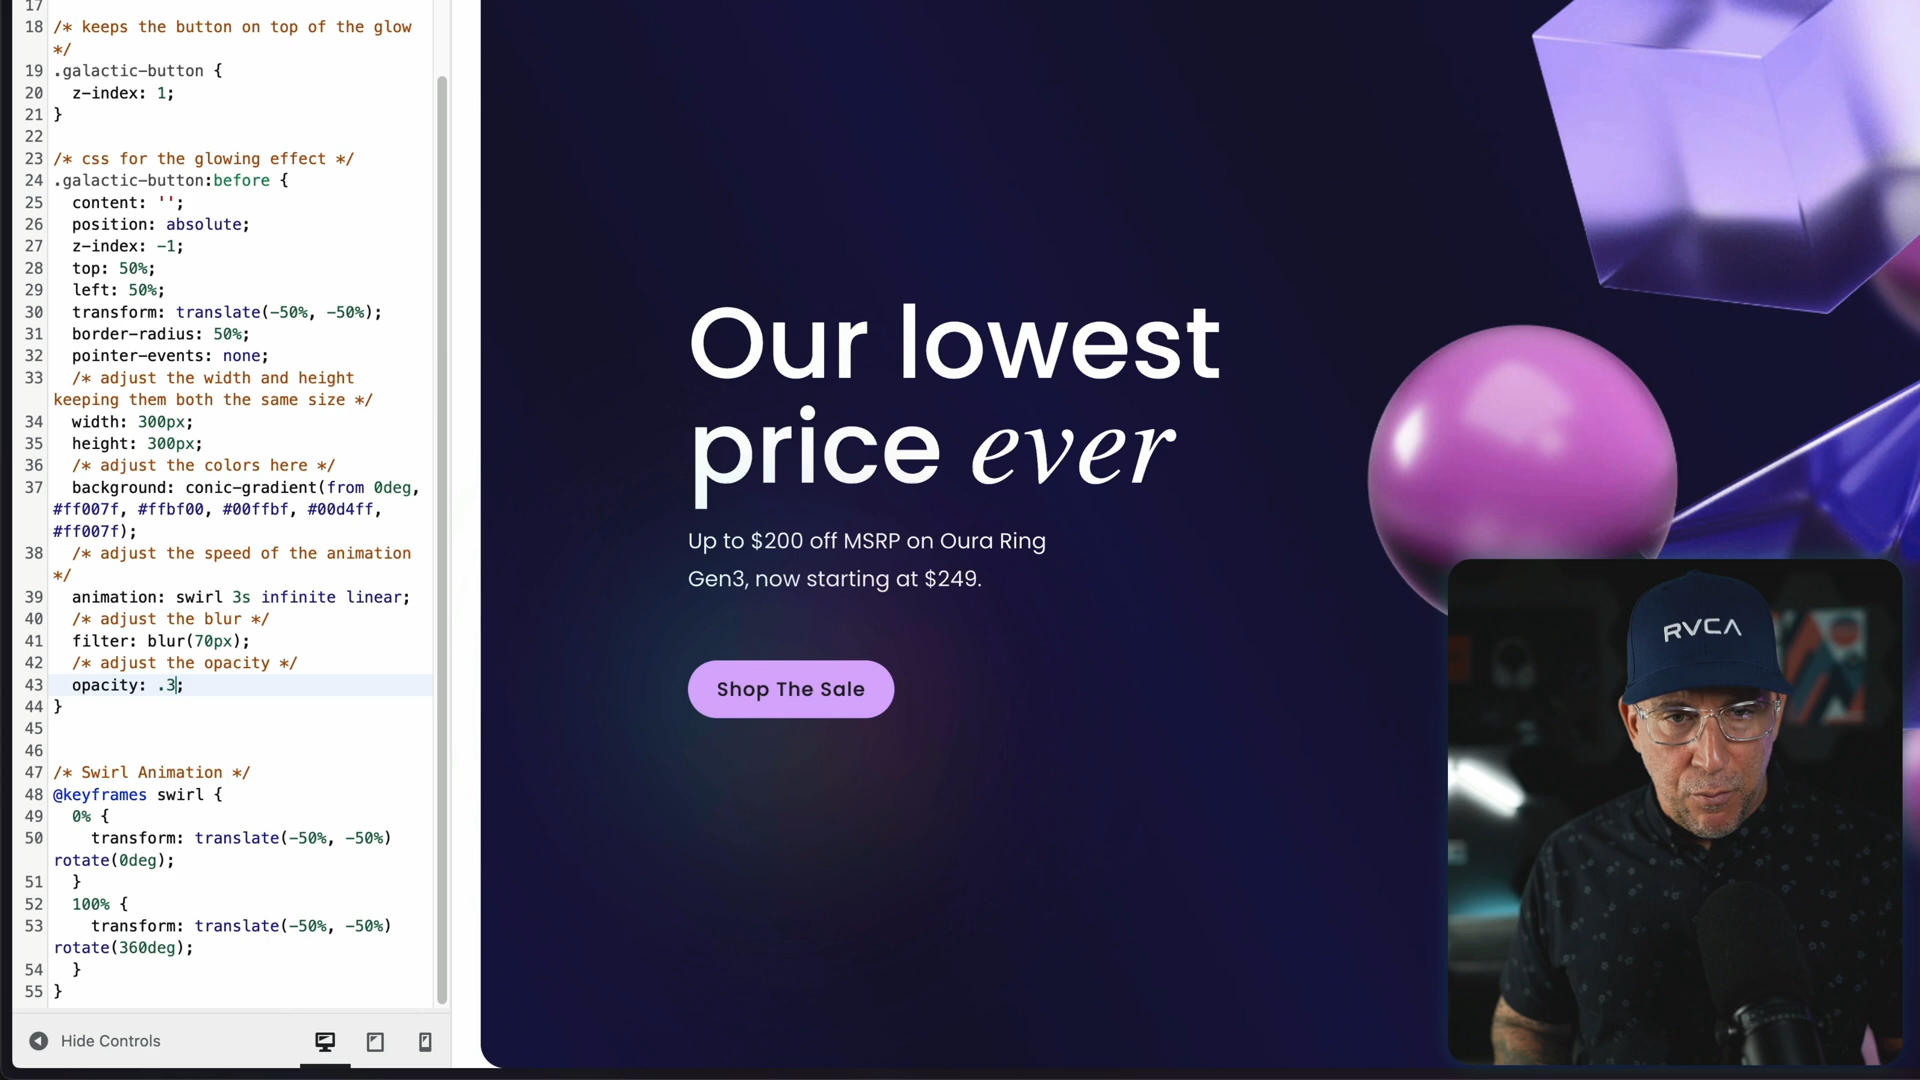 17
18 /* keeps the button on top of the glow
*/
19 .galactic-button {
20 z-index: 1;
21 }
22
23 /* css for the glowing effect */
24 .galactic-button:before {
25 content: '';
26 position: absolute;
27 z-index: -1;
28 top: 50%;
29 left: 50%;
30 transform: translate(-50%, -50%);
31 border-radius: 50%;
32 pointer-events: none;
33 /* adjust the width and height
keeping them both the same size */
34 width: 300px;
35 height: 300px;
36 /* adjust the colors here */
37 background: conic-gradient(from 0deg,
#ff007f, #ffbf00, #00ffbf, #00d4ff,
#ff007f);
38 /* adjust the speed of the animation
*/
39 animation: swirl 3s infinite linear;
40 /* adjust the blur */
41 filter: blur(70px);
42 /* adjust the opacity */
43 opacity: .3;
44 }
45
46
47 /* Swirl Animation */
48 @keyframes swirl {
49 0% {
50 transform: translate(-50%, -50%)
rotate(0deg);
51 }
52 100% {
53 transform: translate(-50%, -50%)
rotate(360deg);
54 }
55 }
Hide Controls
Our lowest
price ever
Up to $200 off MSRP on Oura Ring
Gen3, now starting at $249.
Shop The Sale
RVCA